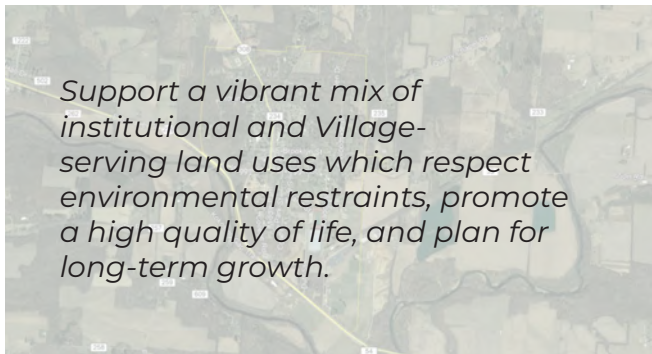 Support a vibrant mix of
institutional and Village-
serving land uses which respect
environmental restraints, promote
a high quality of life, and plan for
long-term growth.